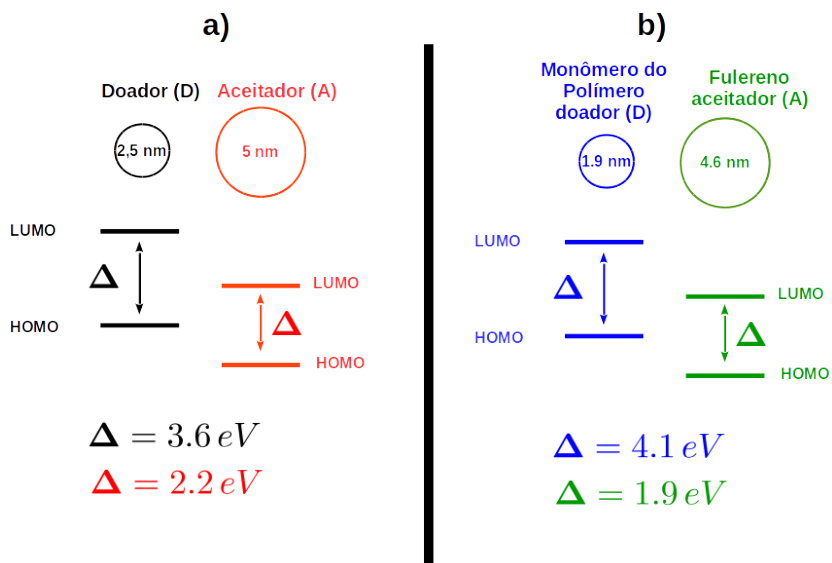 a)
Doador (D)
Aceitador (A)
2,5 nm
5 nm
LUMO
Δ
HOMO
LUMO
Δ
HOMO
Δ = 3.6 eV
Δ = 2.2 eV
b)
Monômero do
Polímero
doador (D)
Fulereno
aceitador (A)
1.9 nm
4.6 nm
LUMO
Δ
HOMO
LUMO
Δ
HOMO
Δ = 4.1 eV
Δ = 1.9 eV